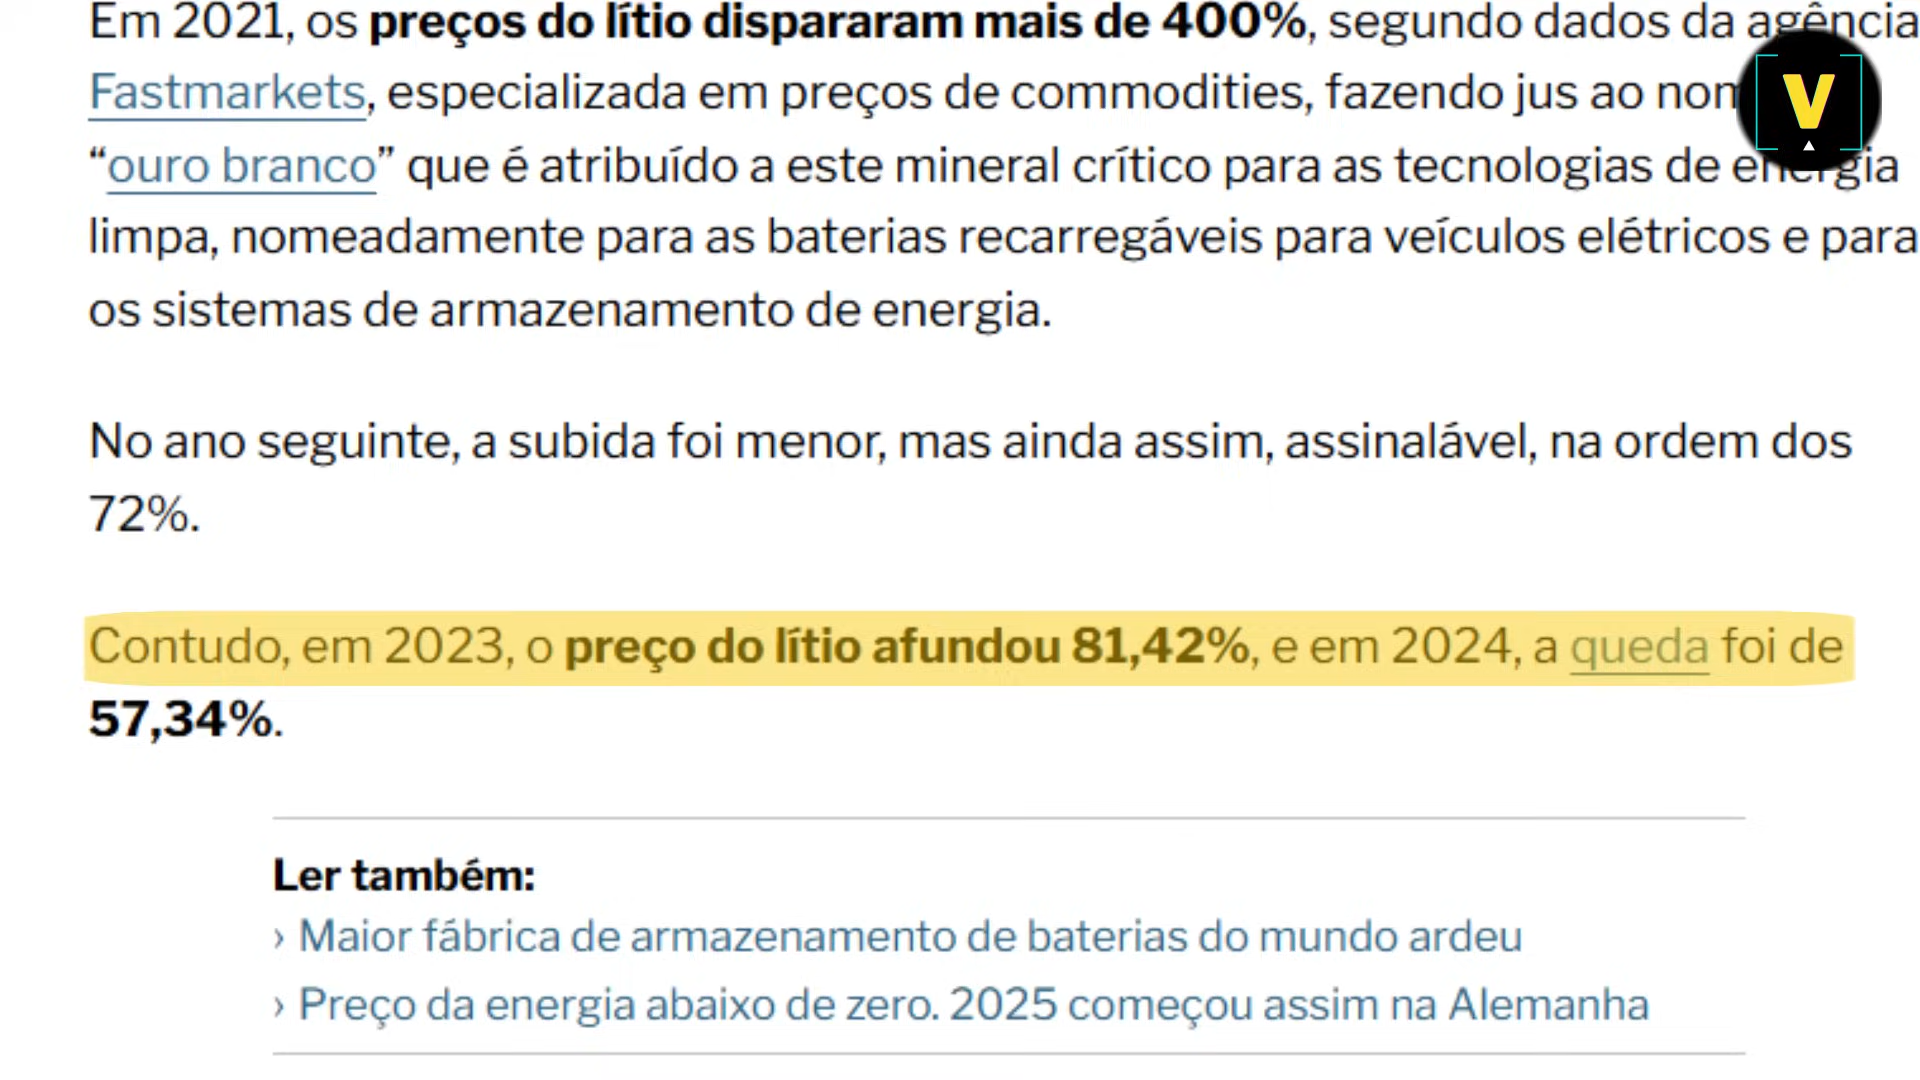 Em 2021, os preços do lítio dispararam mais de 400%, segundo dados da agência
Fastmarkets, especializada em preços de commodities, fazendo jus ao
V
“ouro branco” que é atribuído a este mineral crítico para as tecnologias de energia
limpa, nomeadamente para as baterias recarregáveis para veículos elétricos e para
os sistemas de armazenamento de energia.
No ano seguinte, a subida foi menor, mas ainda assim, assinalável, na ordem dos
72%.
Contudo, em 2023, o preço do lítio afundou 81,42%, e em 2024, a queda foi de
57,34%.
Ler também:
› Maior fábrica de armazenamento de baterias do mundo ardeu
› Preço da energia abaixo de zero. 2025 começou assim na Alemanha